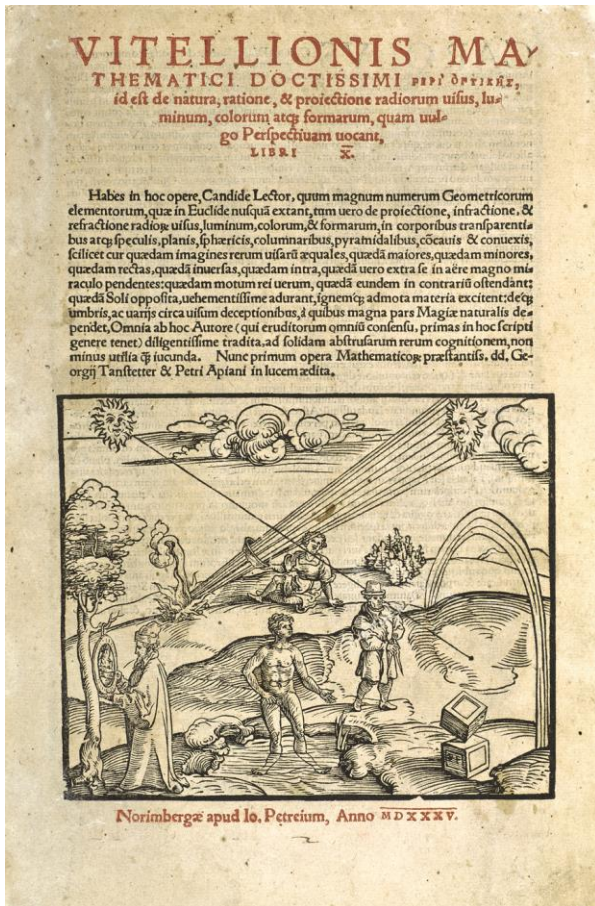 VITELLIONIS MA
THEMATICI DOCTISSIMI ΠΕΡΙ ὈΠΤΙΚΗΣ,
id est de natura, ratione, & proiectione radiorum uisus, lu-
minum, colorum atq; formarum, quam uul-
go Perspectiuam uocant,
LIBRI X.
Habes in hoc opere, Candide Lector, quum magnum numerum Geometricorum
elementorum, quæ in Euclide nusquã extant, tum uero de proiectione, infractione, &
refractione radioꝝ uisus, luminum, colorum, & formarum, in corporibus transparenti-
bus atq; speculis, planis, sphæricis, columnaribus, pyramidalibus, cõcauis & conuexis,
scilicet cur quædam imagines rerum uisarũ æquales, quædã maiores, quædam minores,
quædam rectas, quædã inuersas, quædam intra, quædã uero extra se in aëre magno mi-
raculo pendentes: quædam motum rei uerum, quædã eundem in contrariũ ostendant:
quædã Soli opposita, uehementissime adurant, ignemq; admota materia excitent: deq;
umbris, ac uarijs circa uisum deceptionibus, à quibus magna pars Magiæ naturalis de-
pendet, Omnia ab hoc Autore (qui eruditorum omniũ consensu, primas in hoc scripti
genere tenet) diligentissime tradita, ad solidam abstrusarum rerum cognitionem, non
minus utilia q̃ iucunda. Nunc primum opera Mathematicoꝝ præstantiss. dd. Ge-
orgij Tanstetter & Petri Apiani in lucem ædita.
Norimbergæ apud Io. Petreium, Anno MDXXXV.